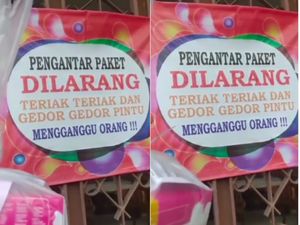 PENGANTAR PAKET
DILARANG
TERIAK TERIAK DAN
GEDOR GEDOR PINTU
MENGGANGGU ORANG !!!
PENGANTAR PAKET
DILARANG
TERIAK TERIAK DAN
GEDOR GEDOR PINTU
MENGGANGGU ORANG !!!